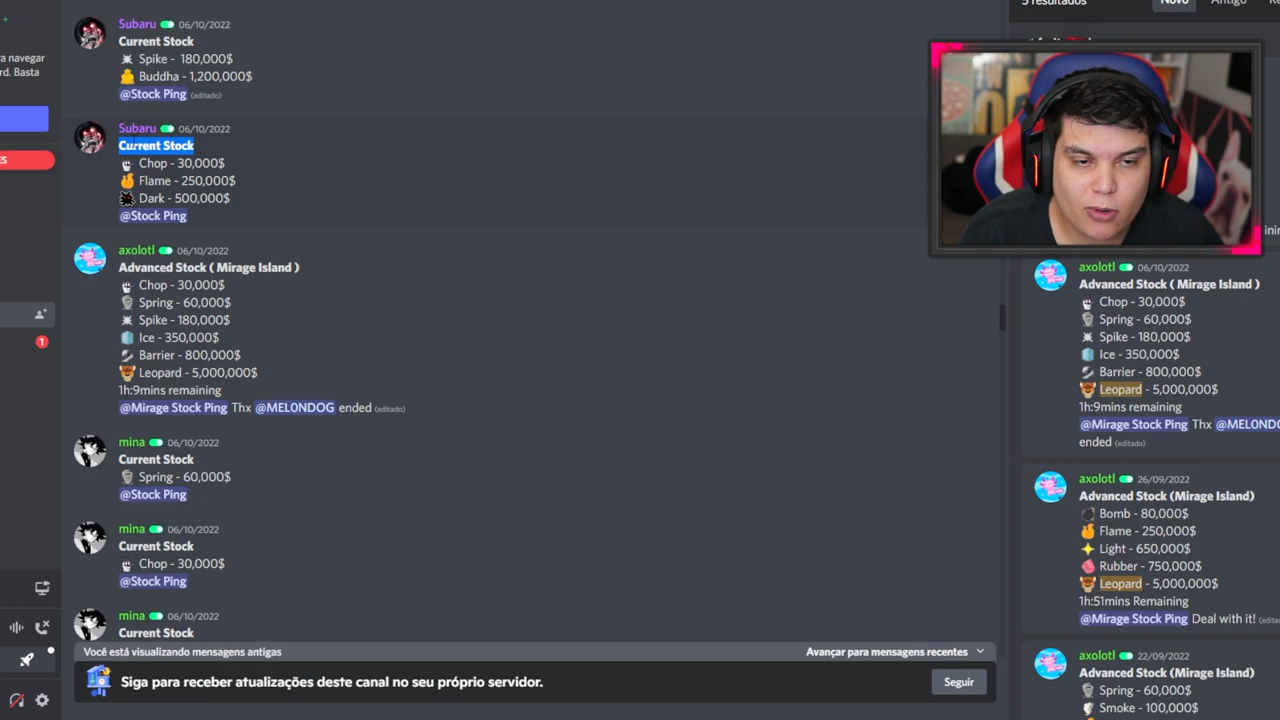 a navegar
rd. Basta
ES
1
Subaru 06/10/2022
Current Stock
Spike - 180,000$
Buddha - 1,200,000$
@Stock Ping (editado)
Subaru 06/10/2022
Current Stock
Chop - 30,000$
Flame - 250,000$
Dark - 500,000$
@Stock Ping
axolotl 06/10/2022
Advanced Stock ( Mirage Island )
Chop - 30,000$
Spring - 60,000$
Spike - 180,000$
Ice - 350,000$
Barrier - 800,000$
Leopard - 5,000,000$
1h:9mins remaining
@Mirage Stock Ping Thx @MEL0NDOG ended (editado)
mina 06/10/2022
Current Stock
Spring - 60,000$
@Stock Ping
mina 06/10/2022
Current Stock
Chop - 30,000$
@Stock Ping
mina 06/10/2022
Current Stock
Você está visualizando mensagens antigas Avançar para mensagens recentes
Siga para receber atualizações deste canal no seu próprio servidor. Seguir
5 resultados Novo Antigo
axolotl 06/10/2022
Advanced Stock ( Mirage Island )
Chop - 30,000$
Spring - 60,000$
Spike - 180,000$
Ice - 350,000$
Barrier - 800,000$
Leopard - 5,000,000$
1h:9mins remaining
@Mirage Stock Ping Thx @MEL0NDO
ended (editado)
axolotl 26/09/2022
Advanced Stock (Mirage Island)
Bomb - 80,000$
Flame - 250,000$
Light - 650,000$
Rubber - 750,000$
Leopard - 5,000,000$
1h:51mins Remaining
@Mirage Stock Ping Deal with it! (edita
axolotl 22/09/2022
Advanced Stock (Mirage Island)
Spring - 60,000$
Smoke - 100,000$